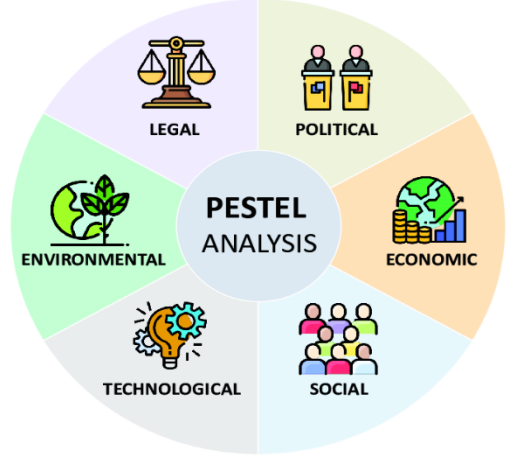 PESTEL
ANALYSIS
POLITICAL
ECONOMIC
SOCIAL
TECHNOLOGICAL
ENVIRONMENTAL
LEGAL